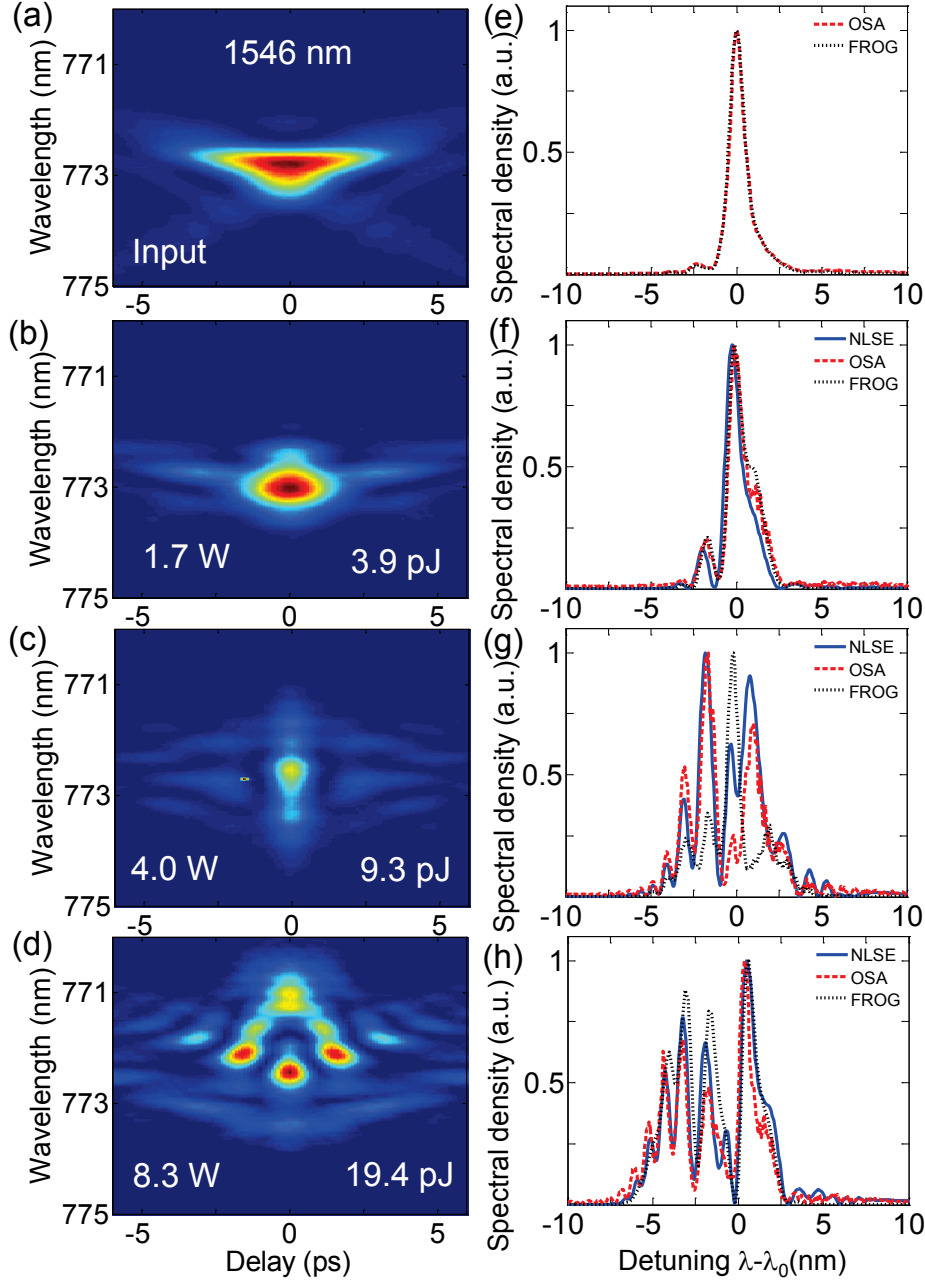 (a)
1546 nm
Input
Wavelength (nm)
771
773
775
-5
0
5
(e)
OSA
FROG
Spectral density (a.u.)
1
0.5
-10
-5
0
5
10
(b)
1.7 W
3.9 pJ
Wavelength (nm)
771
773
775
-5
0
5
(f)
NLSE
OSA
FROG
Spectral density (a.u.)
1
0.5
-10
-5
0
5
10
(c)
4.0 W
9.3 pJ
Wavelength (nm)
771
773
775
-5
0
5
(g)
NLSE
OSA
FROG
Spectral density (a.u.)
1
0.5
-10
-5
0
5
10
(d)
8.3 W
19.4 pJ
Wavelength (nm)
771
773
775
-5
0
5
Delay (ps)
(h)
NLSE
OSA
FROG
Spectral density (a.u.)
1
0.5
-10
-5
0
5
10
Detuning λ-λ₀(nm)